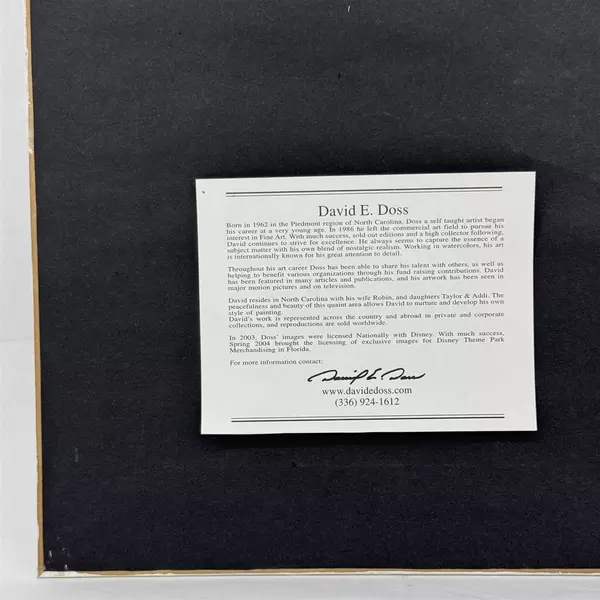 David E. Doss
Born in 1962 in the Piedmont region of North Carolina, Doss a self taught artist began
his career at a very young age. In 1986 he left the commercial art field to pursue his
interest in Fine Art. With much success, sold out editions and a high collector following,
David continues to strive for excellence. He always seems to capture the essence of a
subject matter with his own blend of nostalgic realism. Working in watercolors, his art
is internationally known for his great attention to detail.
Throughout his art career Doss has been able to share his talent with others, as well as
helping to benefit various organizations through his fund raising contributions. David
has been featured in many articles and publications, and his artwork has been seen in
major motion pictures and on television.
David resides in North Carolina with his wife Robin, and daughters Taylor & Addi. The
peacefulness and beauty of this quaint area allows David to nurture and develop his own
style of painting.
David's work is represented across the country and abroad in private and corporate
collections, and reproductions are sold worldwide.
In 2003, Doss' images were licensed Nationally with Disney. With much success,
Spring 2004 brought the licensing of exclusive images for Disney Theme Park
Merchandising in Florida.
For more information contact:
David E. Doss
www.davidedoss.com
(336) 924-1612